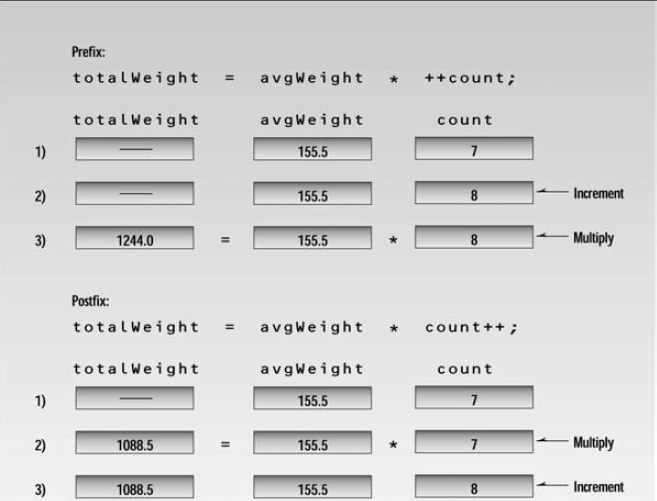 Prefix:
totalWeight = avgWeight * ++count;
totalWeight avgWeight count
1) — 155.5 7
2) — 155.5 8 Increment
3) 1244.0 = 155.5 * 8 Multiply
Postfix:
totalWeight = avgWeight * count++;
totalWeight avgWeight count
1) — 155.5 7
2) 1088.5 = 155.5 * 7 Multiply
3) 1088.5 155.5 8 Increment